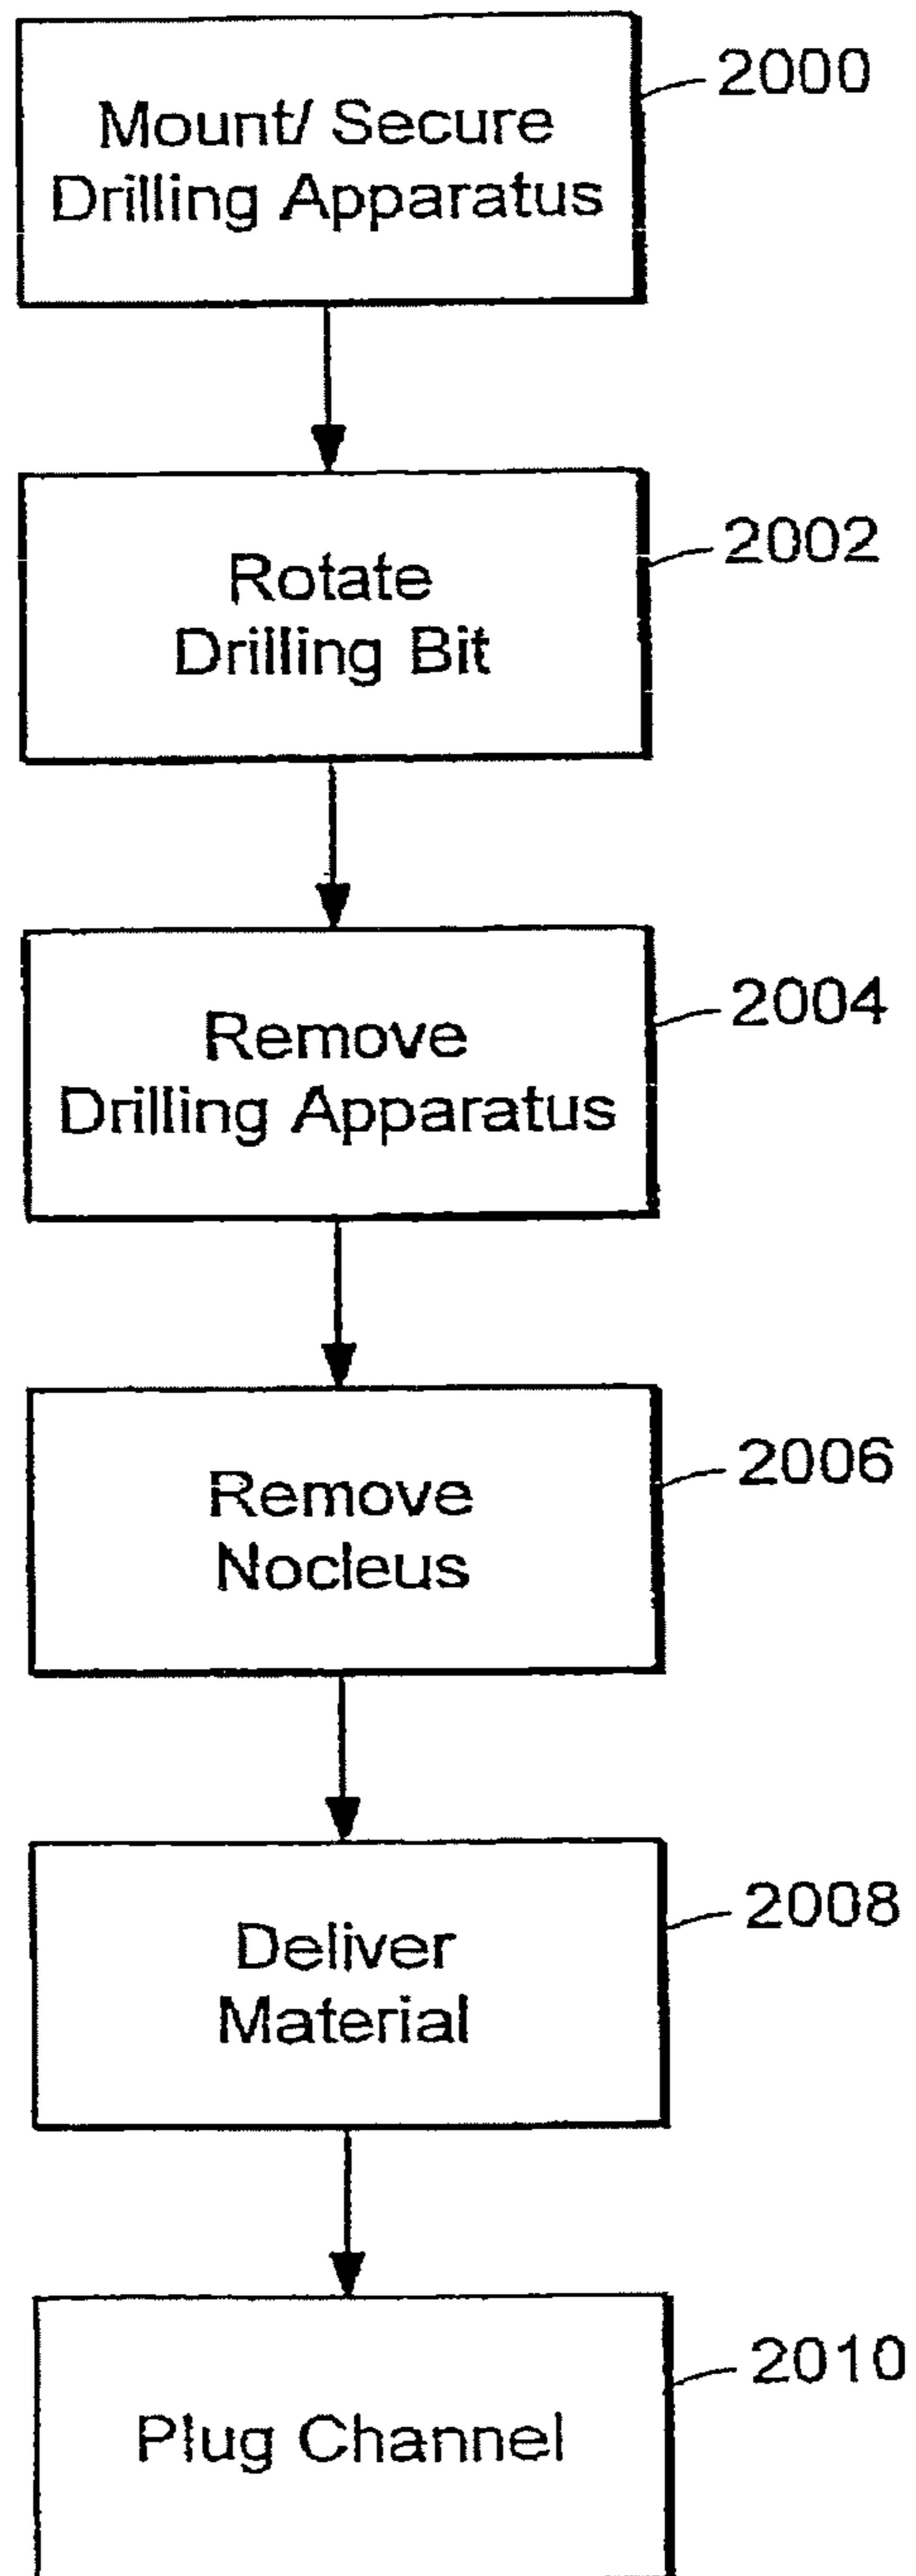 Mount/ Secure
Drilling Apparatus
2000
Rotate
Drilling Bit
2002
Remove
Drilling Apparatus
2004
Remove
Nocleus
2006
Deliver
Material
2008
Plug Channel
2010